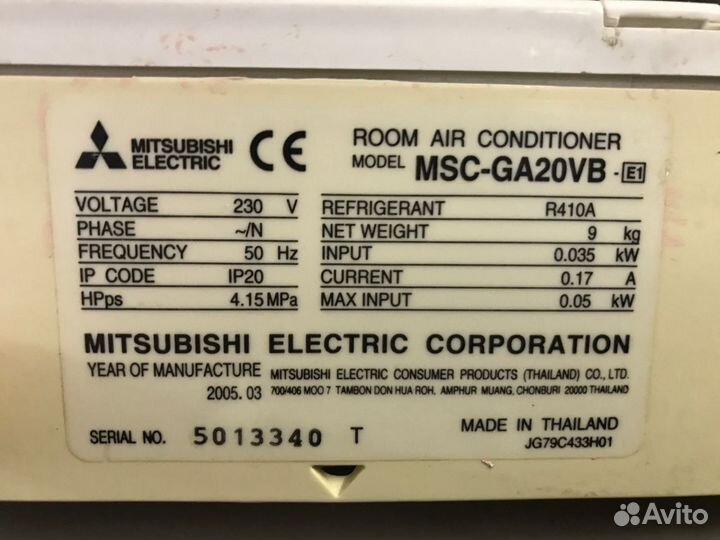 MITSUBISHI ELECTRIC CE
ROOM AIR CONDITIONER
MODEL MSC-GA20VB - E1
VOLTAGE 230 V
PHASE ~/N
FREQUENCY 50 Hz
IP CODE IP20
HPps 4.15 MPa
REFRIGERANT R410A
NET WEIGHT 9 kg
INPUT 0.035 kW
CURRENT 0.17 A
MAX INPUT 0.05 kW
MITSUBISHI ELECTRIC CORPORATION
YEAR OF MANUFACTURE
2005. 03
MITSUBISHI ELECTRIC CONSUMER PRODUCTS (THAILAND) CO., LTD.
700/406 MOO 7 TAMBON DON HUA ROH, AMPHUR MUANG, CHONBURI 20000 THAILAND
SERIAL NO. 5013340 T
MADE IN THAILAND
JG79C433H01
Avito